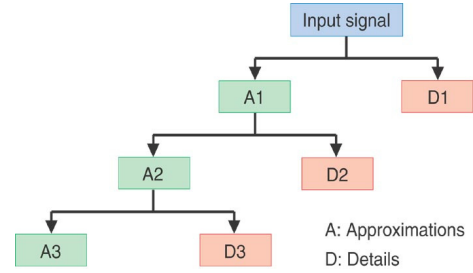 Input signal
A1
D1
A2
D2
A3
D3
A: Approximations
D: Details